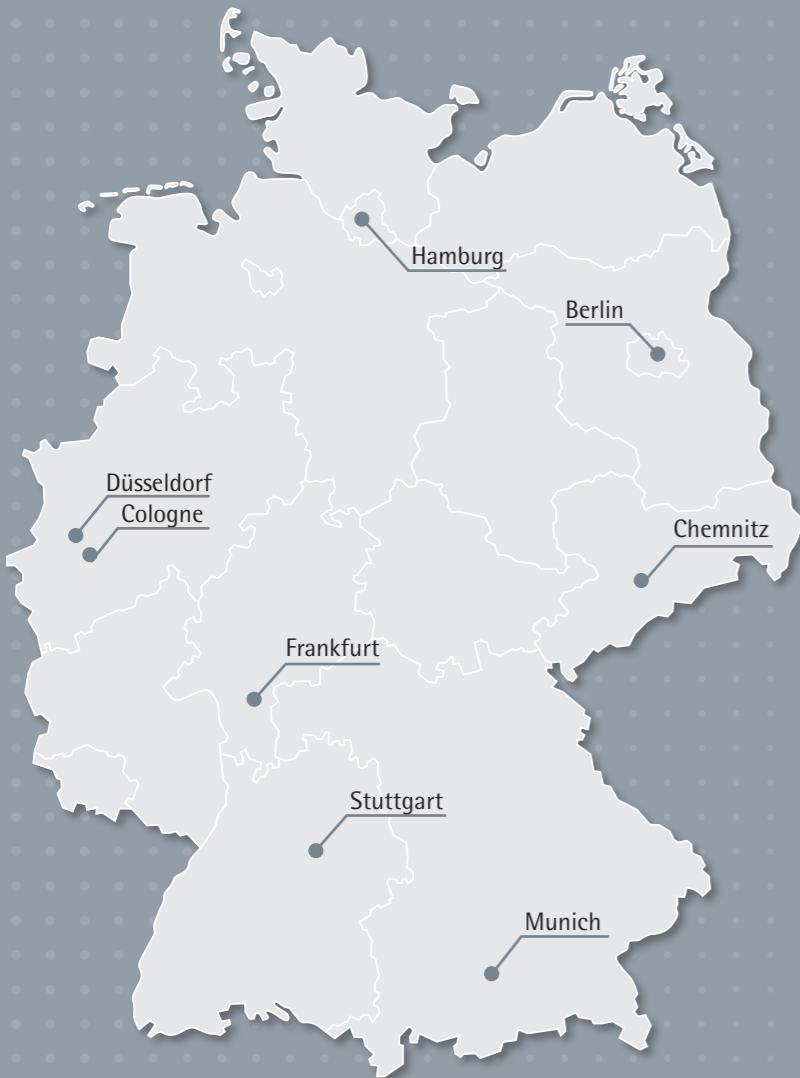 Hamburg
Berlin
Düsseldorf
Cologne
Chemnitz
Frankfurt
Stuttgart
Munich